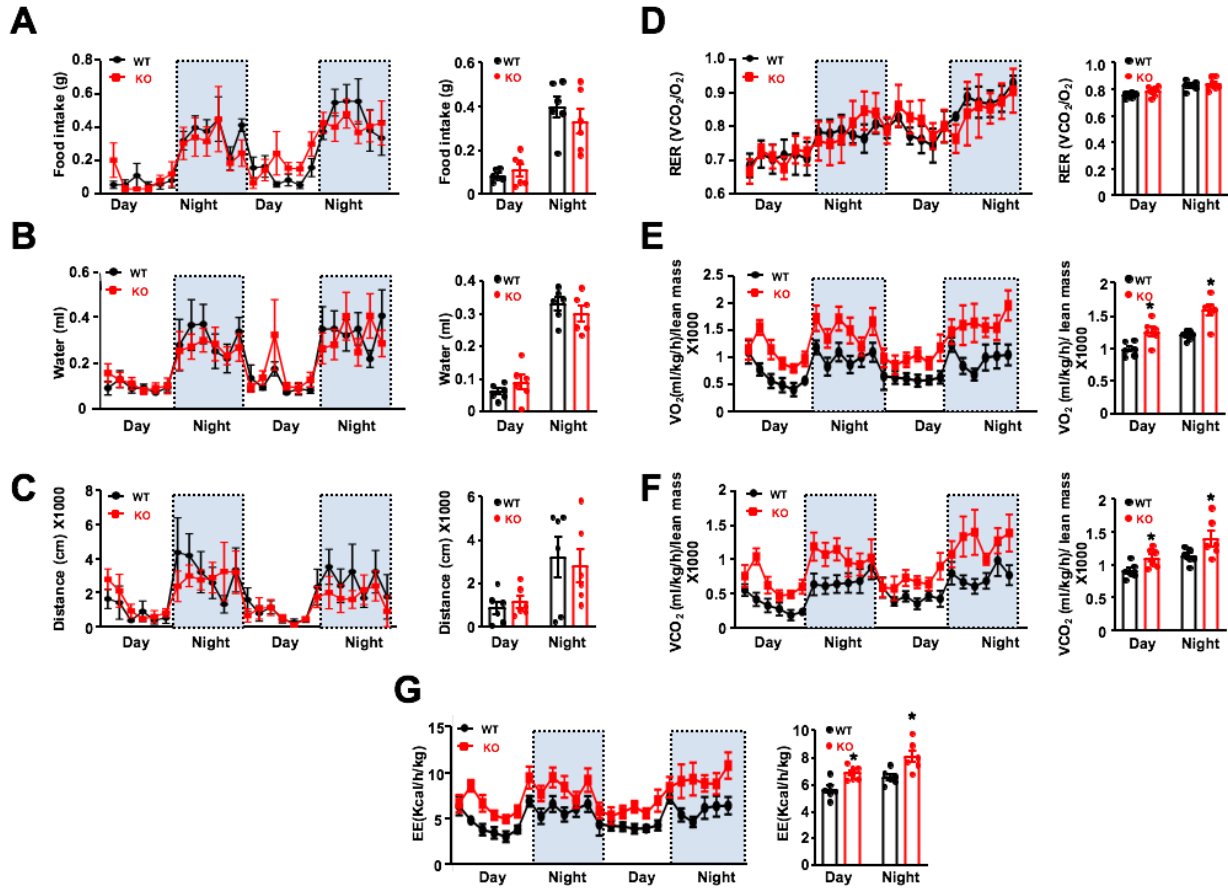 A
Food intake (g)
0.8
0.6
0.4
0.2
0
WT
KO
Day Night Day Night
Food intake (g)
0.6
0.4
0.2
0
WT
KO
Day Night
D
RER (VCO2/O2)
1.0
0.9
0.8
0.7
0.6
WT
KO
Day Night Day Night
RER (VCO2/O2)
1.0
0.8
0.6
0.4
0.2
0
WT
KO
Day Night
B
Water (ml)
0.6
0.4
0.2
0
WT
KO
Day Night Day Night
Water (ml)
0.4
0.3
0.2
0.1
0
WT
KO
Day Night
E
VO2(ml/kg/h)/lean mass
X1000
2.5
2
1.5
1
0.5
0
WT
KO
Day Night Day Night
VO2 (ml/kg/h)/ lean mass
X1000
2
1.5
1
0.5
0
WT
KO
* *
Day Night
C
Distance (cm) X1000
8
6
4
2
0
WT
KO
Day Night Day Night
Distance (cm) X1000
6
4
2
0
WT
KO
Day Night
F
VCO2 (ml/kg/h)/lean mass
X1000
2
1.5
1
0.5
0
WT
KO
Day Night Day Night
VCO2 (ml/kg/h)/ lean mass
X1000
2
1.5
1
0.5
0
WT
KO
* *
Day Night
G
EE(Kcal/h/kg)
15
10
5
0
WT
KO
Day Night Day Night
EE(Kcal/h/kg)
10
8
6
4
2
0
WT
KO
* *
Day Night